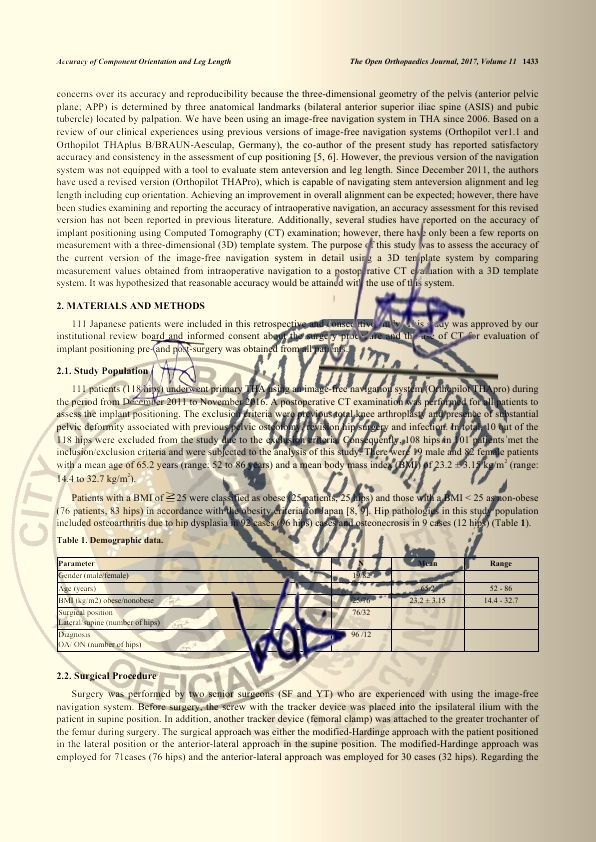 Accuracy of Component Orientation and Leg Length
The Open Orthopaedics Journal, 2017, Volume 11 1433
concerns over its accuracy and reproducibility because the three-dimensional geometry of the pelvis (anterior pelvic
plane; APP) is determined by three anatomical landmarks (bilateral anterior superior iliac spine (ASIS) and pubic
tubercle) located by palpation. We have been using an image-free navigation system in THA since 2006. Based on a
review of our clinical experiences using previous versions of image-free navigation systems (Orthopilot ver1.1 and
Orthopilot THAplus B/BRAUN-Aesculap, Germany), the co-author of the present study has reported satisfactory
accuracy and consistency in the assessment of cup positioning [5, 6]. However, the previous version of the navigation
system was not equipped with a tool to evaluate stem anteversion and leg length. Since December 2011, the authors
have used a revised version (Orthopilot THAPro), which is capable of navigating stem anteversion alignment and leg
length including cup orientation. Achieving an improvement in overall alignment can be expected; however, there have
been studies examining and reporting the accuracy of intraoperative navigation, an accuracy assessment for this revised
version has not been reported in previous literature. Additionally, several studies have reported on the accuracy of
implant positioning using Computed Tomography (CT) examination; however, there have only been a few reports on
measurement with a three-dimensional (3D) template system. The purpose of this study was to assess the accuracy of
the current version of the image-free navigation system in detail using a 3D template system by comparing
measurement values obtained from intraoperative navigation to a postoperative CT evaluation with a 3D template
system. It was hypothesized that reasonable accuracy would be attained with the use of this system.
2. MATERIALS AND METHODS
111 Japanese patients were included in this retrospective and consecutive study was approved by our
institutional review board and informed consent about the surgery procedure and the use of CT for evaluation of
implant positioning pre-(and post-surgery was obtained from all patients.
2.1. Study Population
111 patients (118 hips) underwent primary THA using an image-free navigation system (Orthopilot THApro) during
the period from December 2011 to November 2016. A postoperative CT examination was performed for all patients to
assess the implant positioning. The exclusion criteria were previous total knee arthroplasty and presence of substantial
pelvic deformity associated with previous pelvic osteotomy, revision hip surgery and infection. In total, 10 out of the
118 hips were excluded from the study due to the exclusion criteria. Consequently, 108 hips in 101 patients met the
inclusion/exclusion criteria and were subjected to the analysis of this study. There were 19 male and 82 female patients
with a mean age of 65.2 years (range: 52 to 86 years) and a mean body mass index (BMI) of 23.2 ± 3.15 kg/m2 (range:
14.4 to 32.7 kg/m2).
Patients with a BMI of ≧25 were classified as obese (25 patients, 25 hips) and those with a BMI < 25 as non-obese
(76 patients, 83 hips) in accordance with the obesity criteria for Japan [8, 9]. Hip pathologies in this study population
included osteoarthritis due to hip dysplasia in 92 cases (96 hips) cases and osteonecrosis in 9 cases (12 hips) (Table 1).
Table 1. Demographic data.
Parameter N Mean Range
Gender (male/female) 19/82
Age (years) 65.2 52 - 86
BMI (kg/m2) obese/nonobese 25/76 23.2 ± 3.15 14.4 - 32.7
Surgical position 76/32
Lateral/supine (number of hips)
Diagnosis 96 /12
OA/ ON (number of hips)
2.2. Surgical Procedure
Surgery was performed by two senior surgeons (SF and YT) who are experienced with using the image-free
navigation system. Before surgery, the screw with the tracker device was placed into the ipsilateral ilium with the
patient in supine position. In addition, another tracker device (femoral clamp) was attached to the greater trochanter of
the femur during surgery. The surgical approach was either the modified-Hardinge approach with the patient positioned
in the lateral position or the anterior-lateral approach in the supine position. The modified-Hardinge approach was
employed for 71cases (76 hips) and the anterior-lateral approach was employed for 30 cases (32 hips). Regarding the
CITY
OFFICIAL